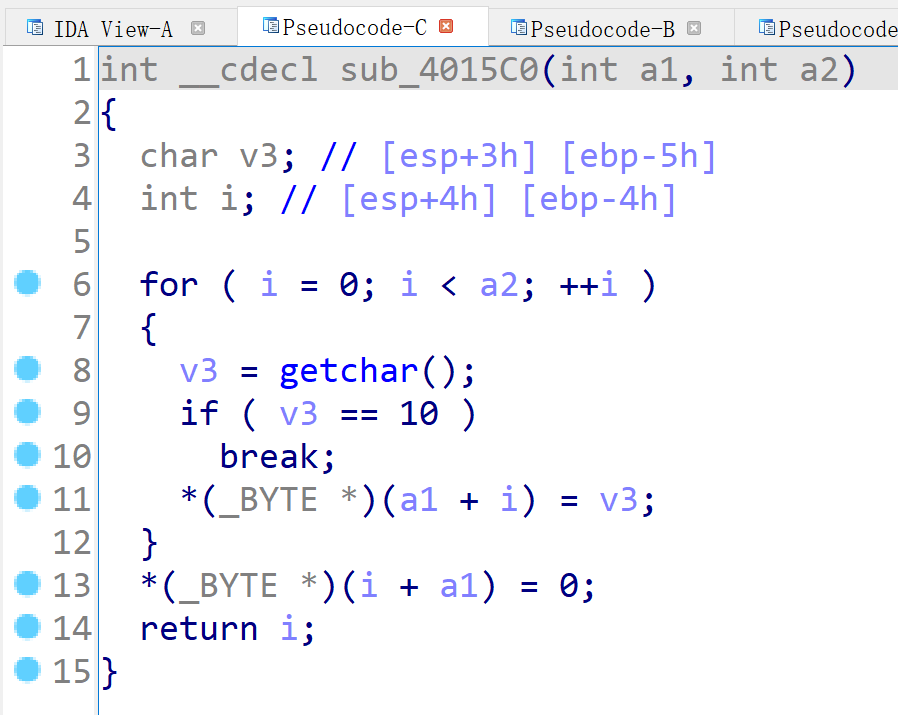 IDA View-A Pseudocode-C Pseudocode-B Pseudocode
1 int __cdecl sub_4015C0(int a1, int a2)
2 {
3   char v3; // [esp+3h] [ebp-5h]
4   int i; // [esp+4h] [ebp-4h]
5
6   for ( i = 0; i < a2; ++i )
7   {
8     v3 = getchar();
9     if ( v3 == 10 )
10       break;
11     *(_BYTE *)(a1 + i) = v3;
12   }
13   *(_BYTE *)(i + a1) = 0;
14   return i;
15 }